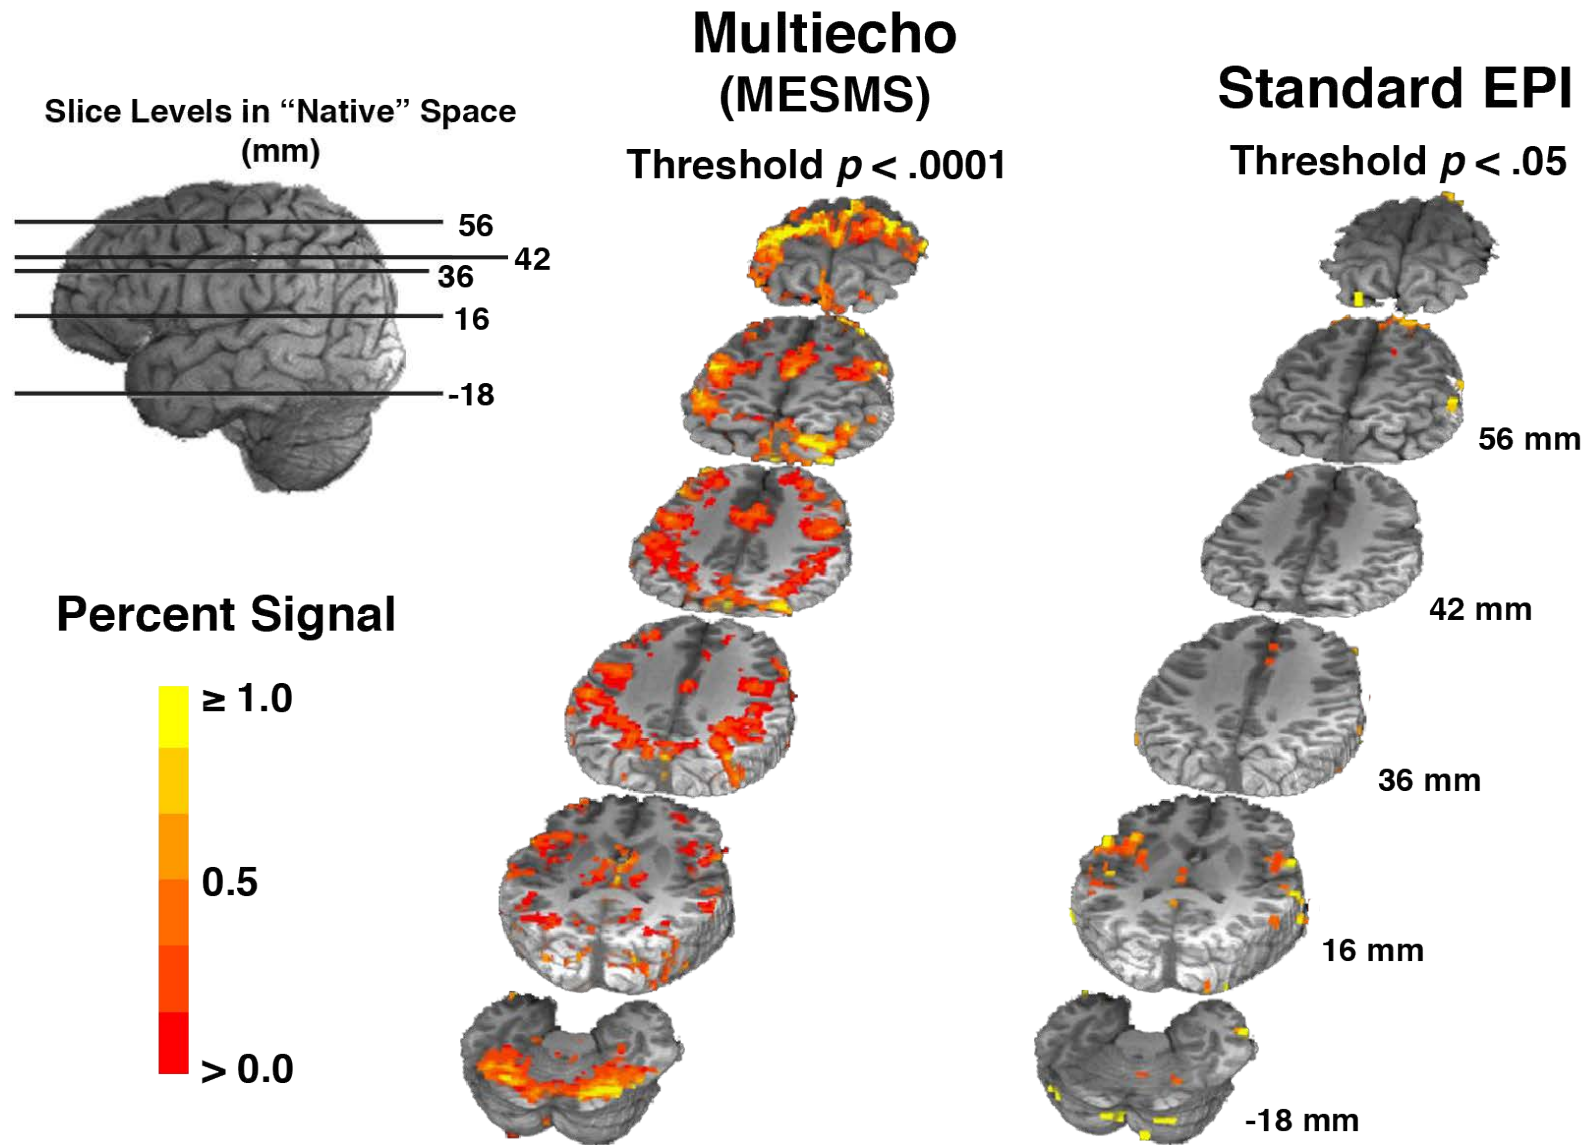 Multiecho
(MESMS)
Threshold p < .0001
Standard EPI
Threshold p < .05
Slice Levels in “Native” Space
(mm)
56
42
36
16
-18
Percent Signal
≥ 1.0
0.5
> 0.0
56 mm
42 mm
36 mm
16 mm
-18 mm